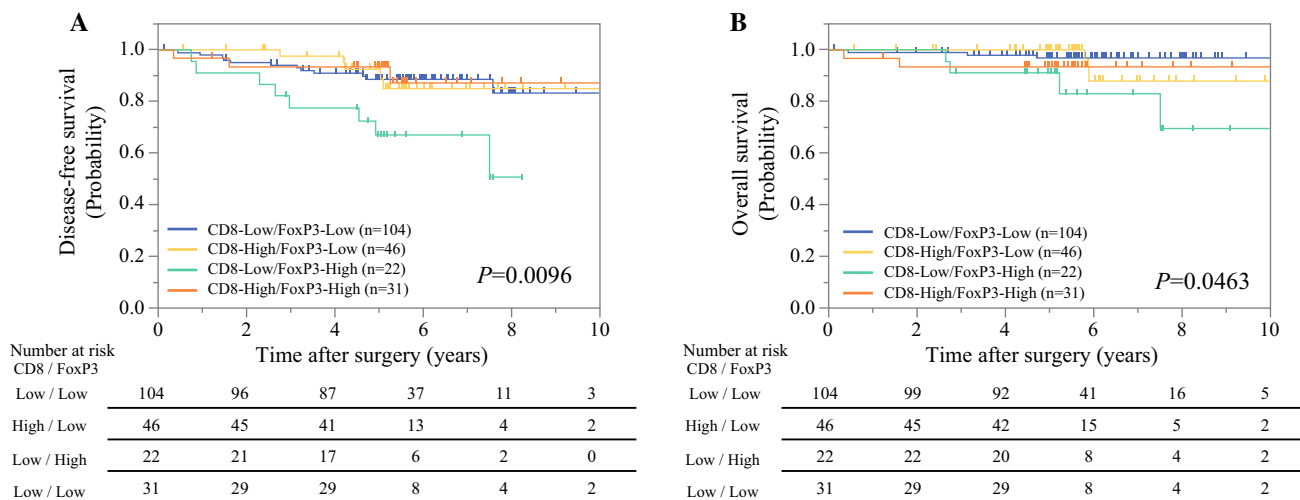 A
Disease-free survival
(Probability)
1.0
0.8
0.6
0.4
0.2
0.0
CD8-Low/FoxP3-Low (n=104)
CD8-High/FoxP3-Low (n=46)
CD8-Low/FoxP3-High (n=22)
CD8-High/FoxP3-High (n=31)
P=0.0096
0 2 4 6 8 10
Time after surgery (years)
Number at risk
CD8 / FoxP3
Low / Low 104 96 87 37 11 3
High / Low 46 45 41 13 4 2
Low / High 22 21 17 6 2 0
Low / Low 31 29 29 8 4 2
B
Overall survival
(Probability)
1.0
0.8
0.6
0.4
0.2
0.0
CD8-Low/FoxP3-Low (n=104)
CD8-High/FoxP3-Low (n=46)
CD8-Low/FoxP3-High (n=22)
CD8-High/FoxP3-High (n=31)
P=0.0463
0 2 4 6 8 10
Time after surgery (years)
Number at risk
CD8 / FoxP3
Low / Low 104 99 92 41 16 5
High / Low 46 45 42 15 5 2
Low / High 22 22 20 8 4 2
Low / Low 31 29 29 8 4 2